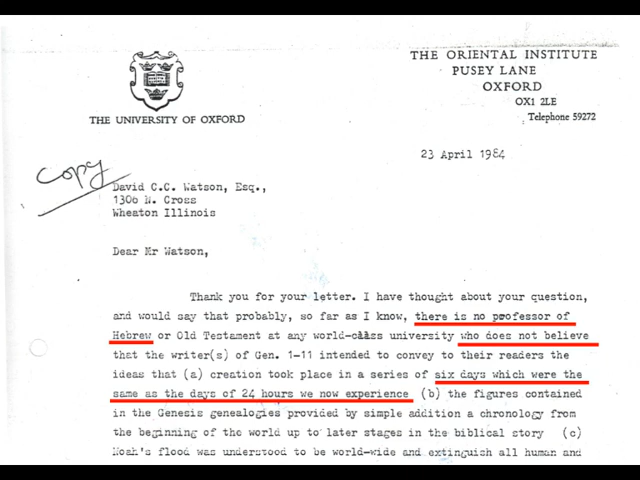 THE UNIVERSITY OF OXFORD
THE ORIENTAL INSTITUTE
PUSEY LANE
OXFORD
OX1 2LE
Telephone 59272
23 April 1984
Copy
David C.C. Watson, Esq.,
1306 N. Cross
Wheaton Illinois
Dear Mr Watson,
Thank you for your letter. I have thought about your question,
and would say that probably, so far as I know, there is no professor of
Hebrew or Old Testament at any world-class university who does not believe
that the writer(s) of Gen. 1-11 intended to convey to their readers the
ideas that (a) creation took place in a series of six days which were the
same as the days of 24 hours we now experience (b) the figures contained
in the Genesis genealogies provided by simple addition a chronology from
the beginning of the world up to later stages in the biblical story (c)
Noah's flood was understood to be world-wide and extinguish all human and